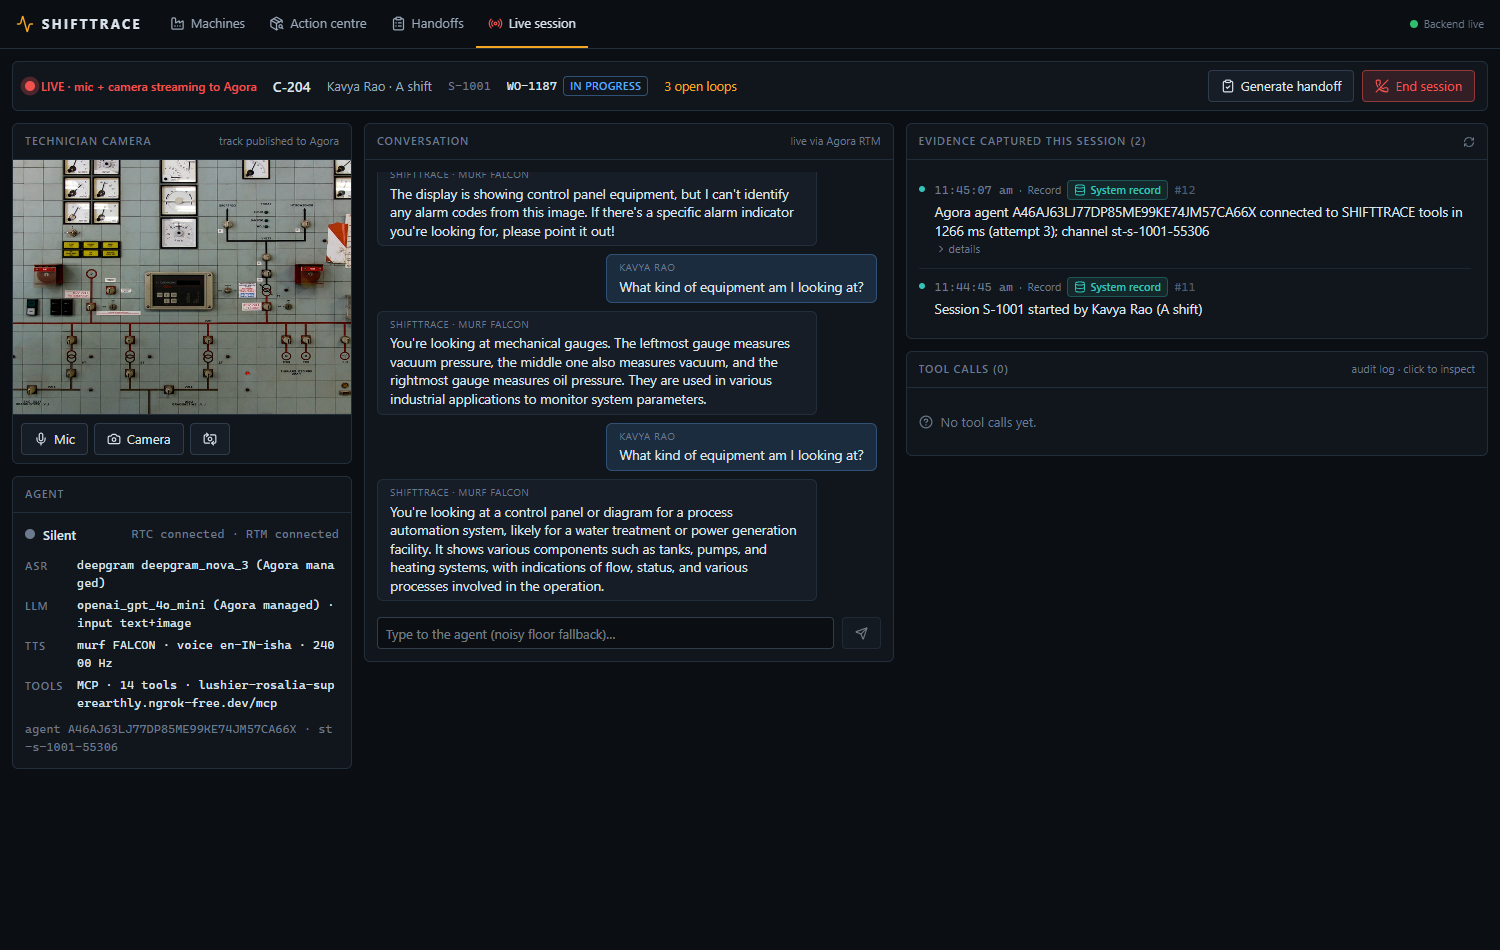 SHIFTTRACE
Machines
Action centre
Handoffs
Live session
Backend live
LIVE · mic + camera streaming to Agora
C-204
Kavya Rao · A shift
S-1001
WO-1187
IN PROGRESS
3 open loops
Generate handoff
End session
TECHNICIAN CAMERA
track published to Agora
Mic
Camera
AGENT
Silent
RTC connected · RTM connected
ASR
deepgram deepgram_nova_3 (Agora mana
ged)
LLM
openai_gpt_4o_mini (Agora managed) ·
input text+image
TTS
murf FALCON · voice en-IN-isha · 240
00 Hz
TOOLS
MCP · 14 tools · lushier-rosalia-sup
erearthly.ngrok-free.dev/mcp
agent A46AJ63LJ77DP85ME99KE74JM57CA66X · st
-s-1001-55306
CONVERSATION
live via Agora RTM
SHIFTTRACE · MURF FALCON
The display is showing control panel equipment, but I can't identify
any alarm codes from this image. If there's a specific alarm indicator
you're looking for, please point it out!
KAVYA RAO
What kind of equipment am I looking at?
SHIFTTRACE · MURF FALCON
You're looking at mechanical gauges. The leftmost gauge measures
vacuum pressure, the middle one also measures vacuum, and the
rightmost gauge measures oil pressure. They are used in various
industrial applications to monitor system parameters.
KAVYA RAO
What kind of equipment am I looking at?
SHIFTTRACE · MURF FALCON
You're looking at a control panel or diagram for a process
automation system, likely for a water treatment or power generation
facility. It shows various components such as tanks, pumps, and
heating systems, with indications of flow, status, and various
processes involved in the operation.
Type to the agent (noisy floor fallback)...
EVIDENCE CAPTURED THIS SESSION (2)
11:45:07 am · Record
System record
#12
Agora agent A46AJ63LJ77DP85ME99KE74JM57CA66X connected to SHIFTTRACE tools in
1266 ms (attempt 3); channel st-s-1001-55306
> details
11:44:45 am · Record
System record
#11
Session S-1001 started by Kavya Rao (A shift)
TOOL CALLS (0)
audit log · click to inspect
No tool calls yet.